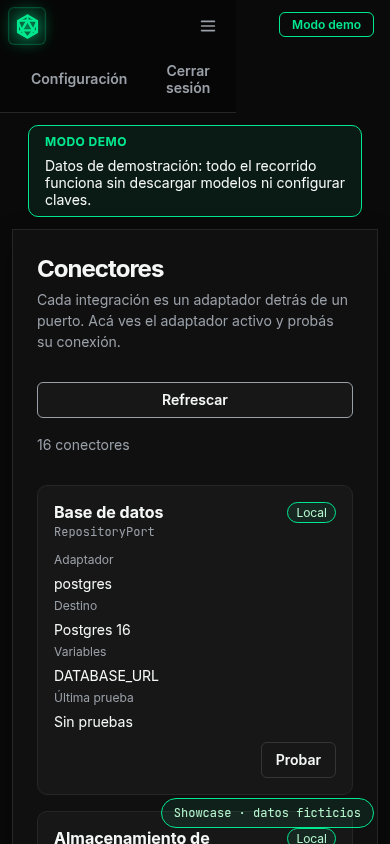 Modo demo
Configuración
Cerrar
sesión
MODO DEMO
Datos de demostración: todo el recorrido
funciona sin descargar modelos ni configurar
claves.
Conectores
Cada integración es un adaptador detrás de un
puerto. Acá ves el adaptador activo y probás
su conexión.
Refrescar
16 conectores
Base de datos
Local
RepositoryPort
Adaptador
postgres
Destino
Postgres 16
Variables
DATABASE_URL
Última prueba
Sin pruebas
Probar
Showcase · datos ficticios
Almacenamiento de
Local